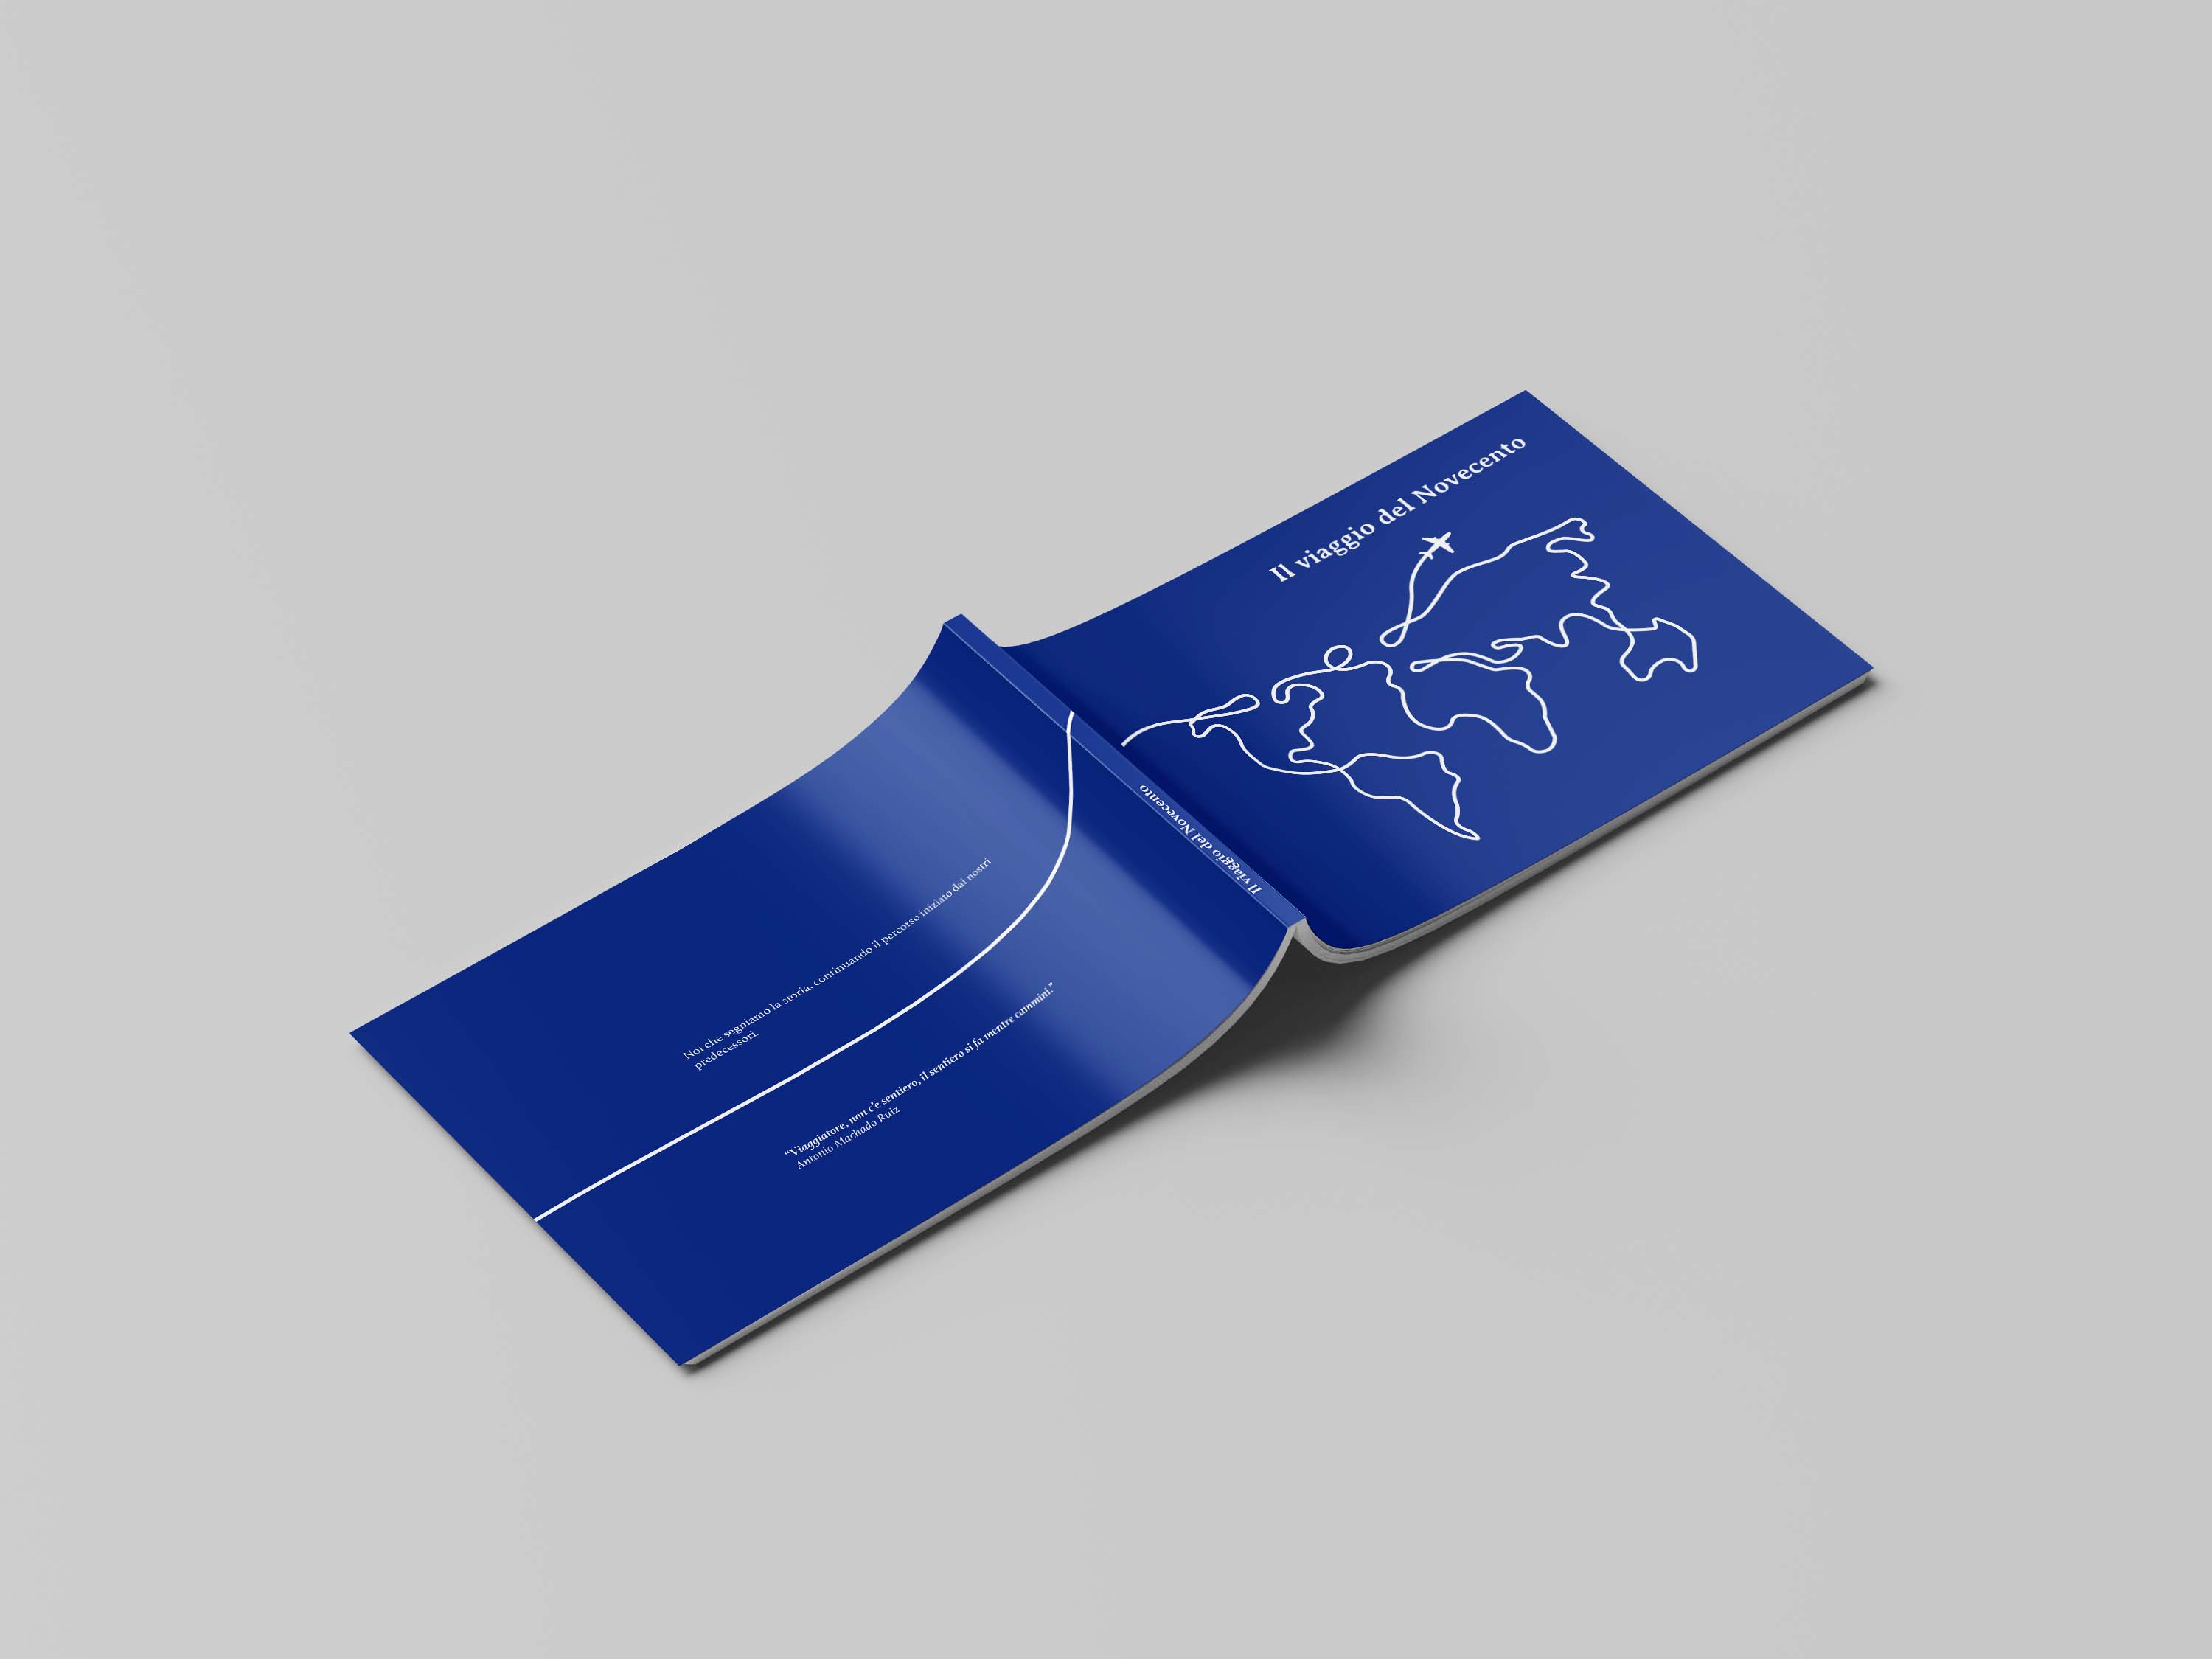 Il viaggio del Novecento
Il viaggio del Novecento
Noi che segniamo la storia, continuando il percorso iniziato dai nostri
predecessori.
“Viaggiatore, non c’è sentiero, il sentiero si fa mentre cammini.”
Antonio Machado Ruiz